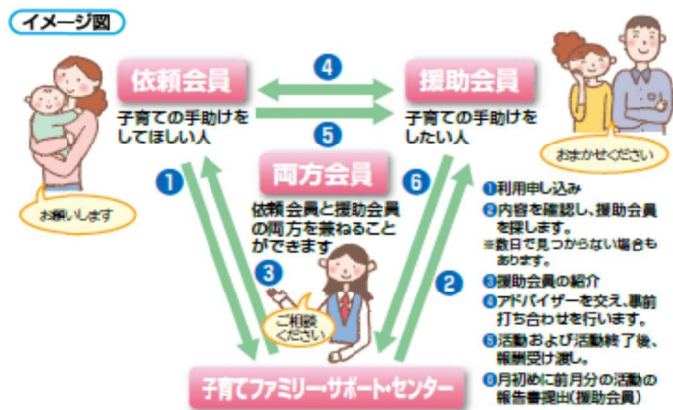 イメージ図
依頼会員
子育ての手助けを
してほしい人
お願いします
援助会員
子育ての手助けを
したい人
おまかせください
両方会員
依頼会員と援助会員
の両方を兼ねること
ができます
ご相談
ください
子育てファミリー・サポート・センター
❹
❺
❶
❻
❸
❷
❶利用申し込み
❷内容を確認し、援助会員
を探します。
※数日で見つからない場合も
あります。
❸援助会員の紹介
❹アドバイザーを交え、事前
打ち合わせを行います。
❺活動および活動終了後、
報酬受け渡し。
❻月初めに前月分の活動の
報告書提出(援助会員)